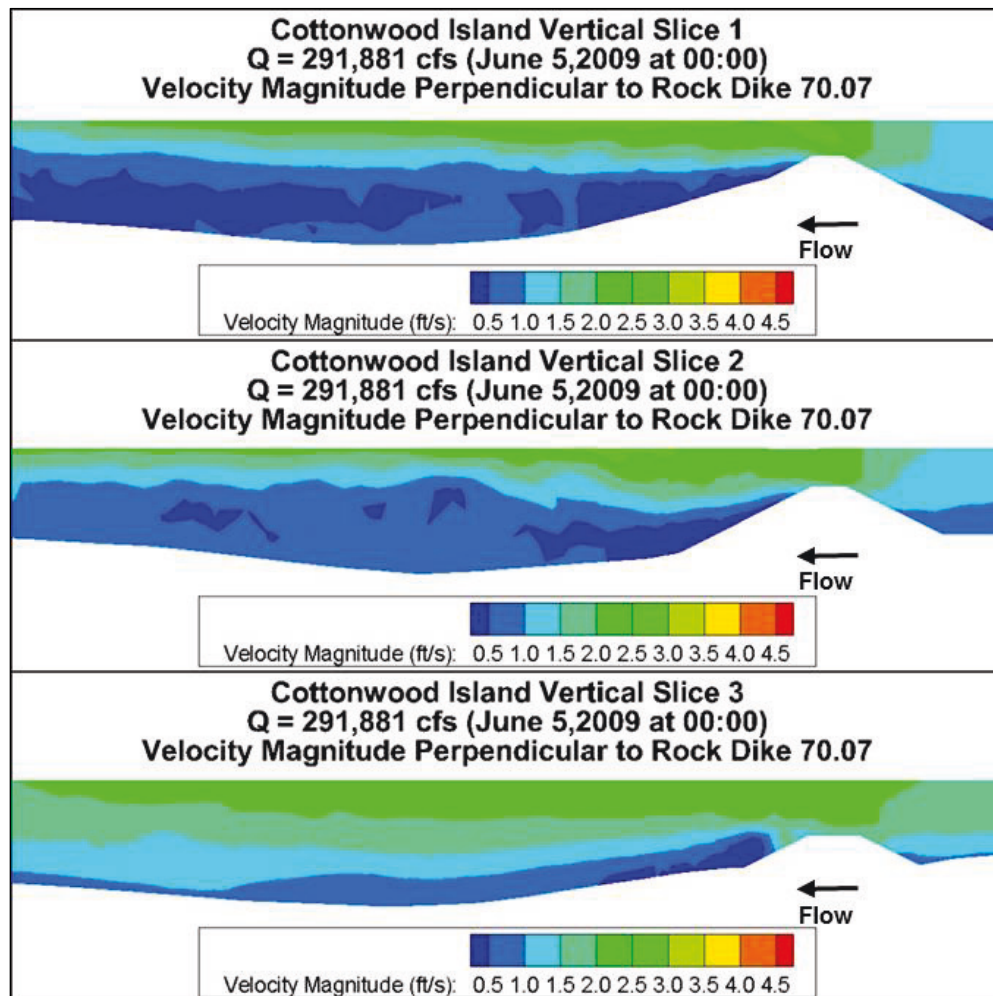 Cottonwood Island Vertical Slice 1
Q = 291,881 cfs (June 5,2009 at 00:00)
Velocity Magnitude Perpendicular to Rock Dike 70.07
Flow
Velocity Magnitude (ft/s): 0.5 1.0 1.5 2.0 2.5 3.0 3.5 4.0 4.5
Cottonwood Island Vertical Slice 2
Q = 291,881 cfs (June 5,2009 at 00:00)
Velocity Magnitude Perpendicular to Rock Dike 70.07
Flow
Velocity Magnitude (ft/s): 0.5 1.0 1.5 2.0 2.5 3.0 3.5 4.0 4.5
Cottonwood Island Vertical Slice 3
Q = 291,881 cfs (June 5,2009 at 00:00)
Velocity Magnitude Perpendicular to Rock Dike 70.07
Flow
Velocity Magnitude (ft/s): 0.5 1.0 1.5 2.0 2.5 3.0 3.5 4.0 4.5